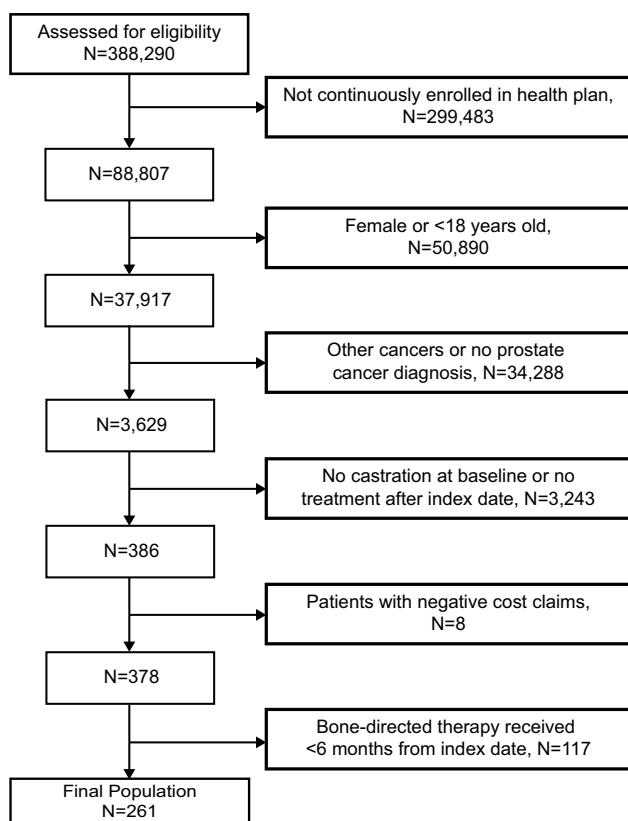 Assessed for eligibility
N=388,290
Not continuously enrolled in health plan,
N=299,483
N=88,807
Female or <18 years old,
N=50,890
N=37,917
Other cancers or no prostate
cancer diagnosis, N=34,288
N=3,629
No castration at baseline or no
treatment after index date, N=3,243
N=386
Patients with negative cost claims,
N=8
N=378
Bone-directed therapy received
<6 months from index date, N=117
Final Population
N=261